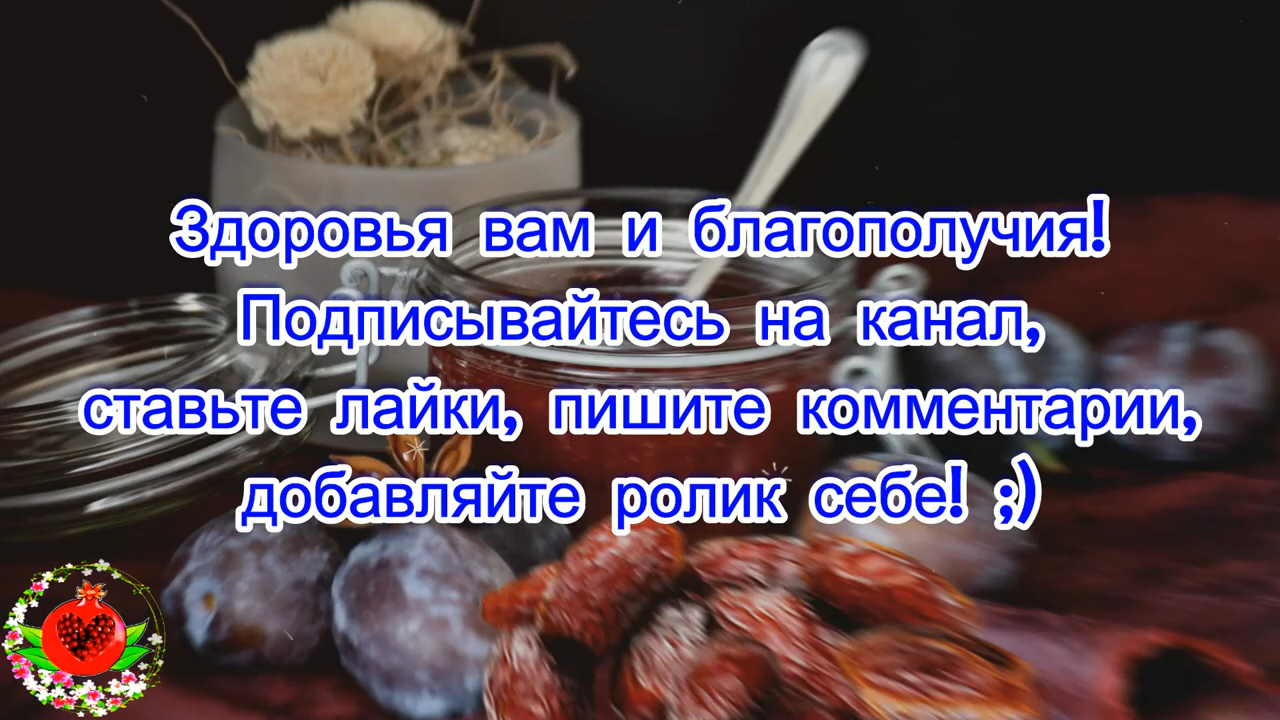 Здоровья вам и благополучия!
Подписывайтесь на канал,
ставьте лайки, пишите комментарии,
добавляйте ролик себе! ;)